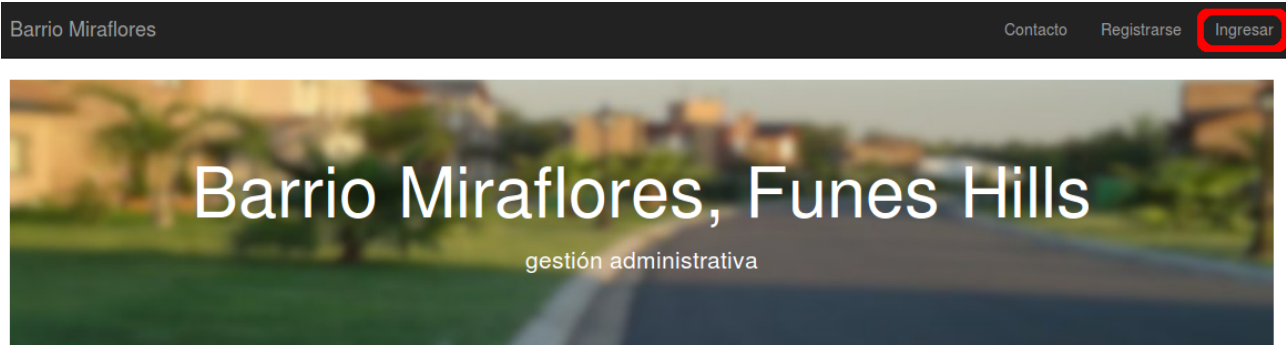 Barrio Miraflores Contacto Registrarse Ingresar
Barrio Miraflores, Funes Hills
gestión administrativa